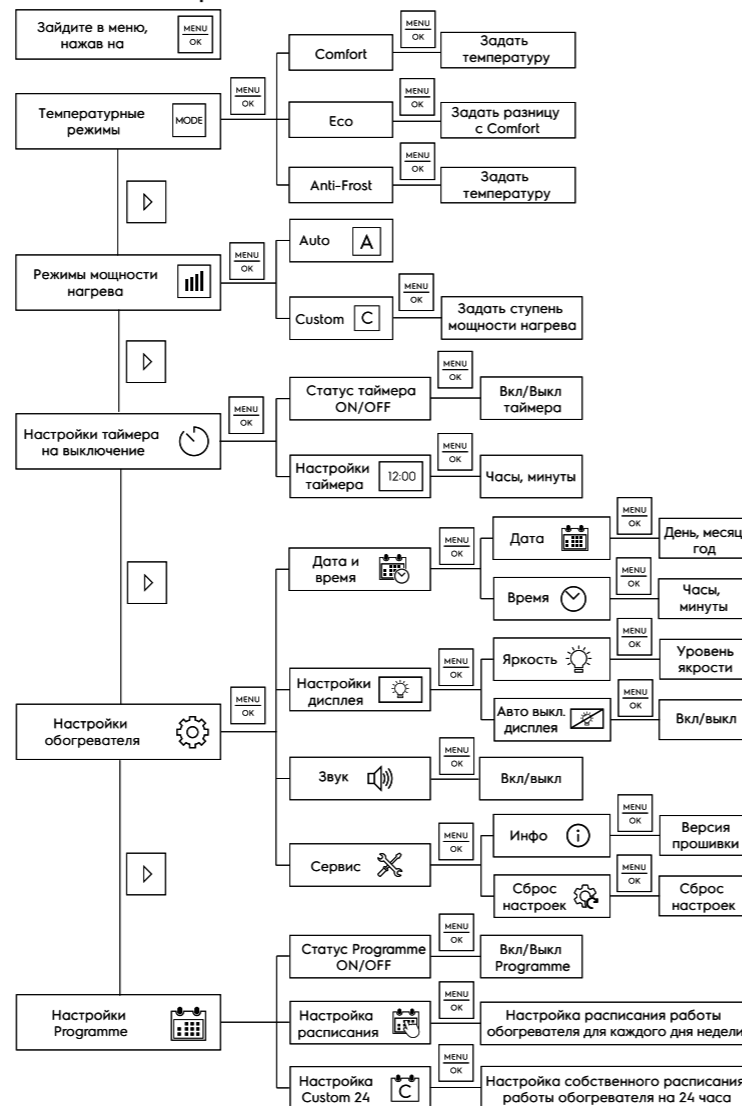 Зайдите в меню,
нажав на
MENU
OK
Температурные
режимы
MODE
MENU
OK
Comfort
MENU
OK
Задать
температуру
Eco
MENU
OK
Задать разницу
с Comfort
Anti-Frost
MENU
OK
Задать
температуру
Режимы мощности
нагрева
MENU
OK
Auto A
Custom C
MENU
OK
Задать ступень
мощности нагрева
Настройки таймера
на выключение
MENU
OK
Статус таймера
ON/OFF
MENU
OK
Вкл/Выкл
таймера
Настройки
таймера
12:00
MENU
OK
Часы, минуты
Настройки
обогревателя
MENU
OK
Дата и
время
MENU
OK
Дата
MENU
OK
День, месяц
год
Время
MENU
OK
Часы,
минуты
Настройки
дисплея
MENU
OK
Яркость
MENU
OK
Уровень
якрости
Авто выкл.
дисплея
MENU
OK
Вкл/выкл
Звук
MENU
OK
Вкл/выкл
Сервис
MENU
OK
Инфо
MENU
OK
Версия
прошивки
Сброс
настроек
MENU
OK
Сброс
настроек
Настройки
Programme
Статус Programme
ON/OFF
MENU
OK
Вкл/Выкл
Programme
Настройка
расписания
MENU
OK
Настройка расписания работы
обогревателя для каждого дня недели
Настройка
Custom 24
C
MENU
OK
Настройка собственного расписания
работы обогревателя на 24 часа